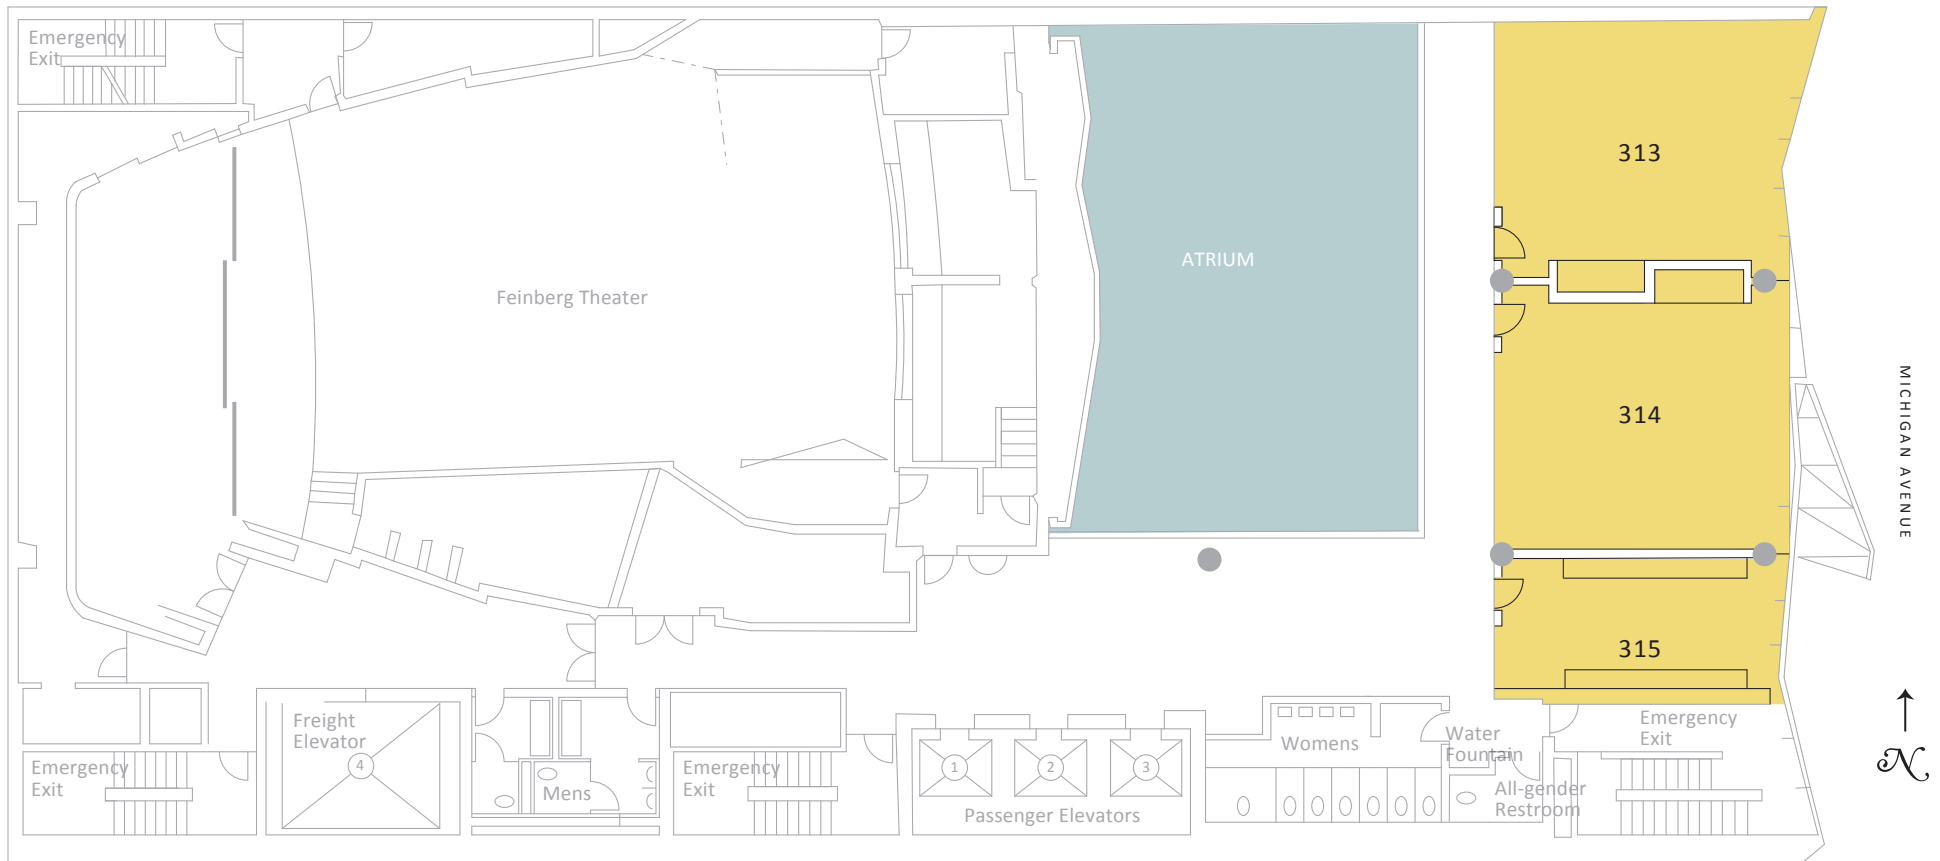 Emergency
Exit
313
ATRIUM
Feinberg Theater
314
MICHIGAN AVENUE
315
Freight
Elevator
4
Emergency
Exit
Mens
Emergency
Exit
1
2
3
Passenger Elevators
Womens
Water
Fountain
All-gender
Restroom
Emergency
Exit
N